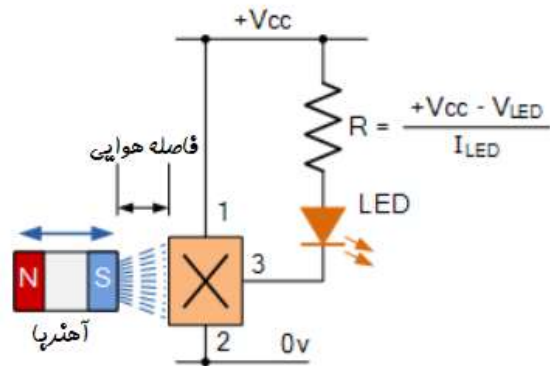 +Vcc
فاصله هوایی
R = +Vcc - VLED
ILED
LED
1
N
S
3
آهنربا
2
0v